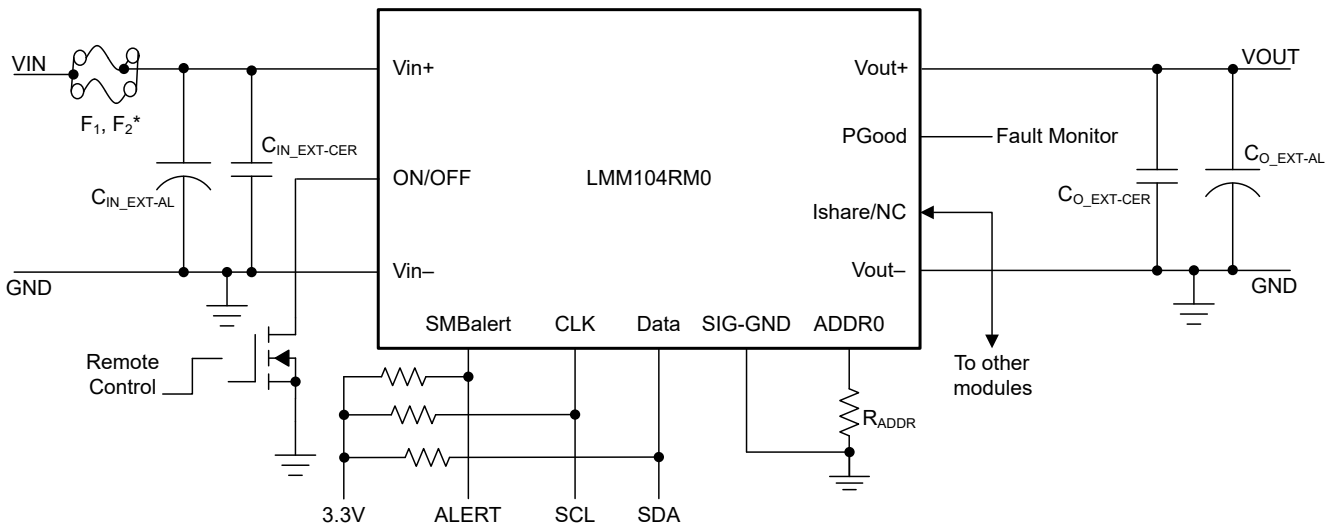 VIN
F1, F2*
CIN_EXT-CER
CIN_EXT-AL
GND
Remote
Control
Vin+
ON/OFF
Vin–
LMM104RM0
Vout+
PGood
Ishare/NC
Vout–
SMBalert
CLK
Data
SIG-GND
ADDR0
Fault Monitor
VOUT
CO_EXT-AL
CO_EXT-CER
GND
To other
modules
RADDR
3.3V
ALERT
SCL
SDA